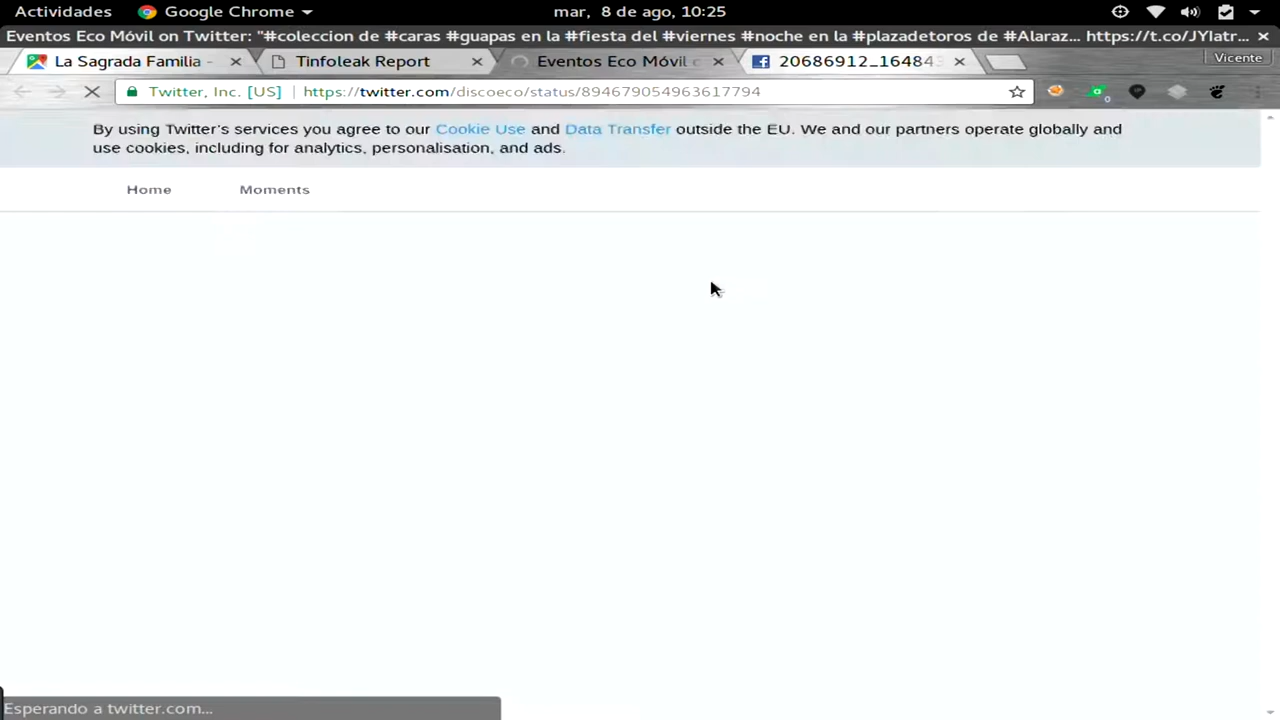 Actividades
Google Chrome
mar, 8 de ago, 10:25
Eventos Eco Móvil on Twitter: "#coleccion de #caras #guapas en la #fiesta del #viernes #noche en la #plazadetoros de #Alaraz... https://t.co/JYlatr...
La Sagrada Familia -
Tinfoleak Report
Eventos Eco Móvil
20686912_16484
Vicente
Twitter, Inc. [US]
https://twitter.com/discoeco/status/894679054963617794
By using Twitter's services you agree to our Cookie Use and Data Transfer outside the EU. We and our partners operate globally and
use cookies, including for analytics, personalisation, and ads.
Home
Moments
Esperando a twitter.com...